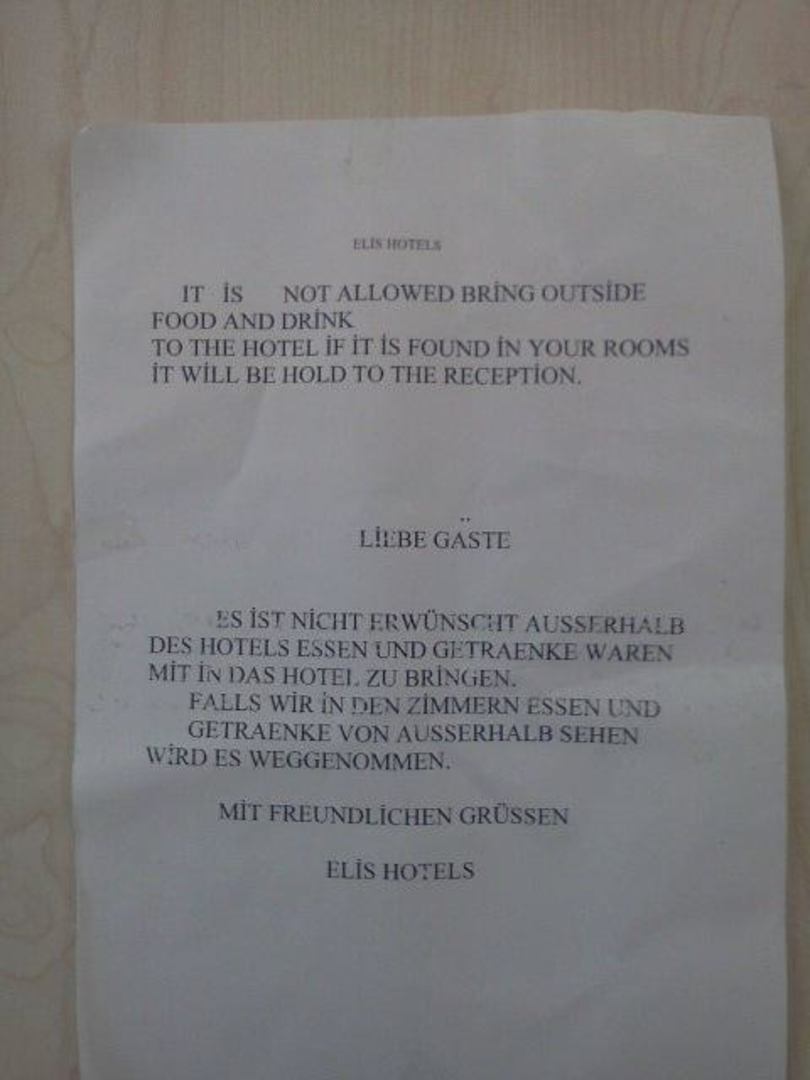 ELİS HOTELS
IT İS NOT ALLOWED BRİNG OUTSİDE
FOOD AND DRİNK
TO THE HOTEL İF İT İS FOUND İN YOUR ROOMS
İT WİLL BE HOLD TO THE RECEPTİON.
LİEBE GÄSTE
ES İST NİCHT ERWÜNSCHT AUSSERHALB
DES HOTELS ESSEN UND GETRAENKE WAREN
MİT İN DAS HOTEL ZU BRİNGEN.
FALLS WİR İN DEN ZİMMERN ESSEN UND
GETRAENKE VON AUSSERHALB SEHEN
WİRD ES WEGGENOMMEN.
MİT FREUNDLİCHEN GRÜSSEN
ELİS HOTELS